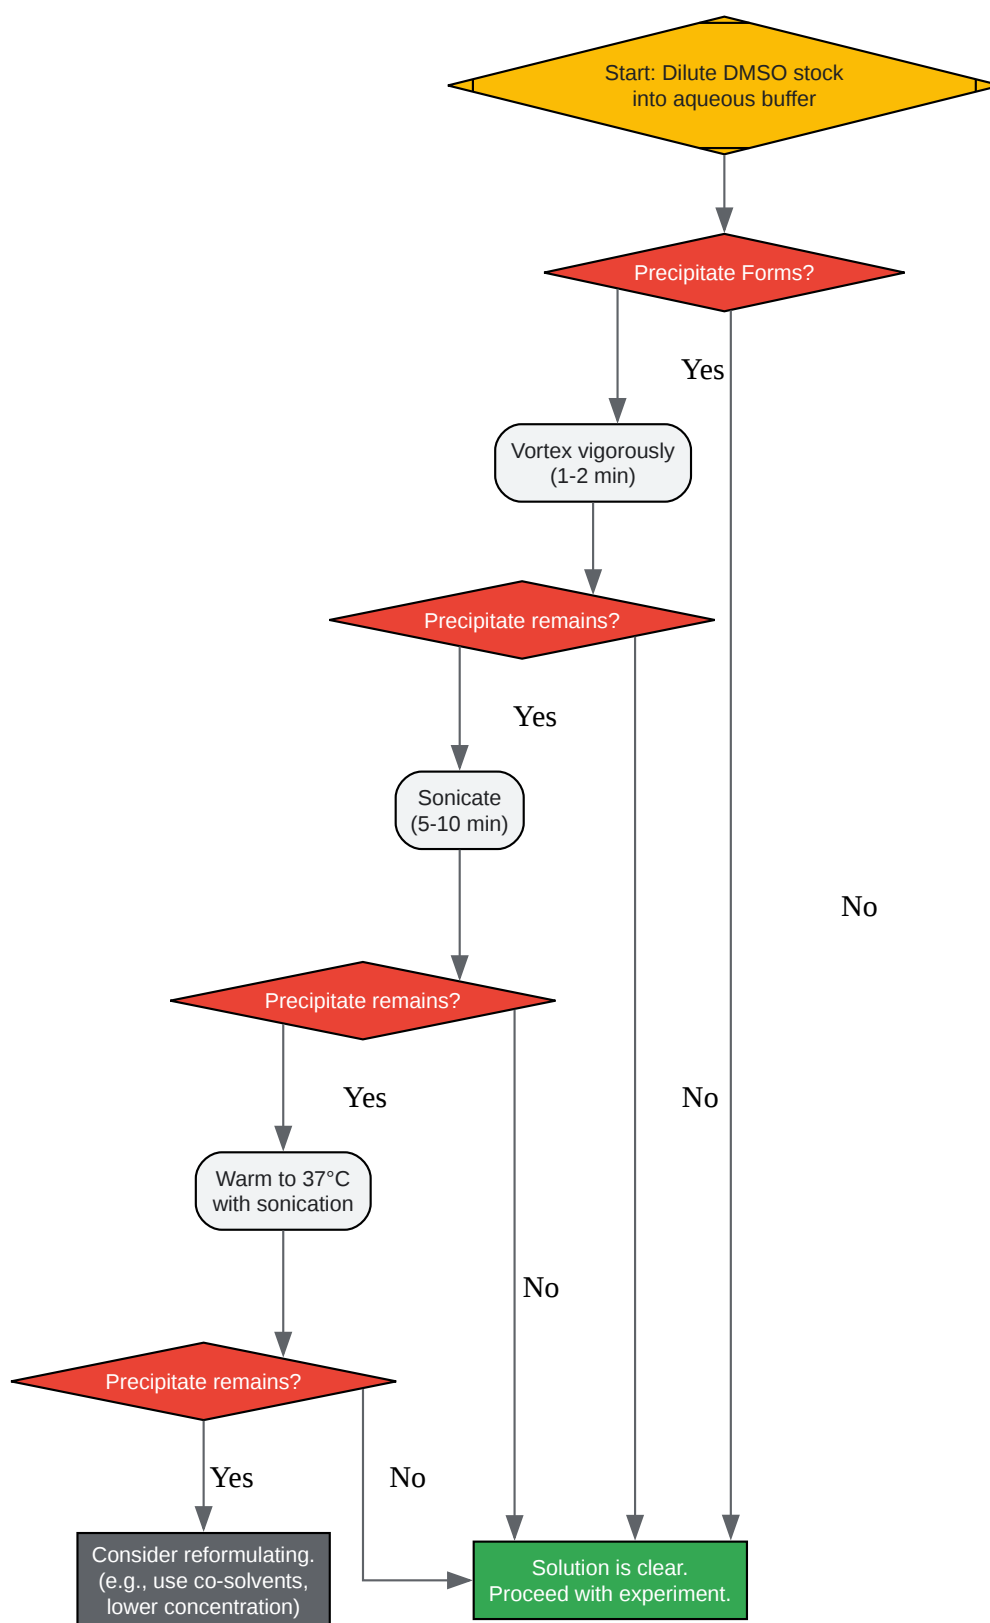 Start: Dilute DMSO stock
into aqueous buffer
Precipitate Forms?
Yes
Vortex vigorously
(1-2 min)
Precipitate remains?
Yes
Sonicate
(5-10 min)
No
Precipitate remains?
Yes
No
Warm to 37°C
with sonication
No
Precipitate remains?
Yes
No
Consider reformulating.
(e.g., use co-solvents,
lower concentration)
Solution is clear.
Proceed with experiment.